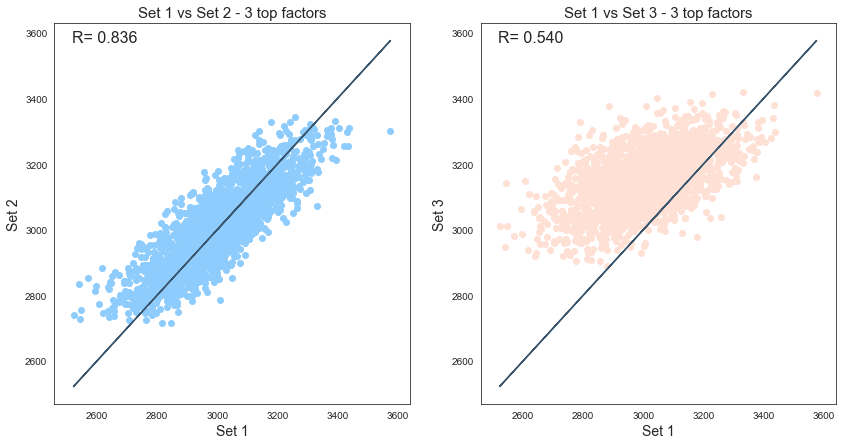 Set 1 vs Set 2 - 3 top factors
R= 0.836
3600
3400
3200
3000
2800
2600
Set 2
2600 2800 3000 3200 3400 3600
Set 1
Set 1 vs Set 3 - 3 top factors
R= 0.540
3600
3400
3200
3000
2800
2600
Set 3
2600 2800 3000 3200 3400 3600
Set 1